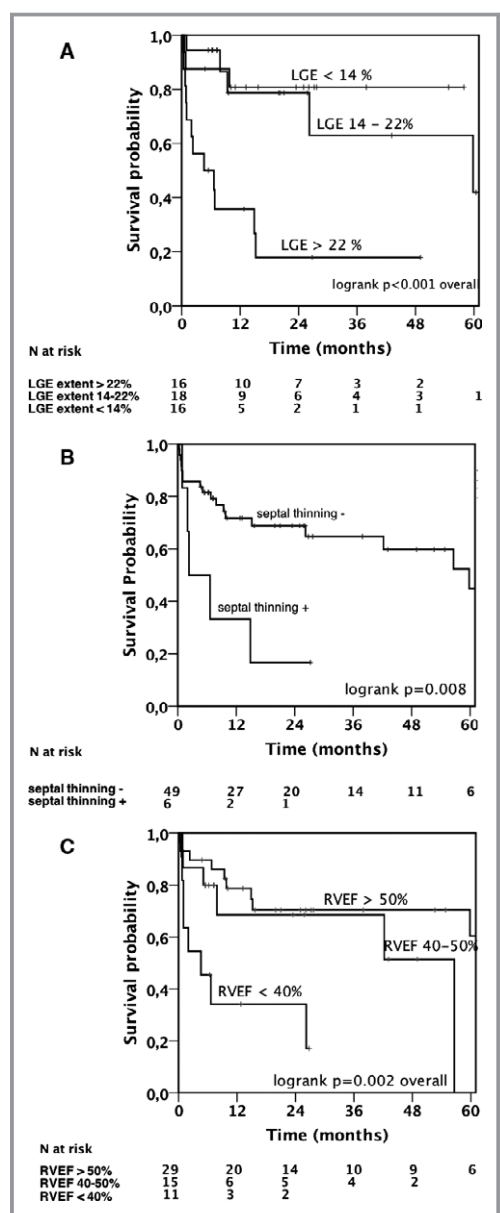 A
Survival probability
1,0
0,8
0,6
0,4
0,2
0,0
LGE < 14 %
LGE 14 – 22%
LGE > 22 %
logrank p<0.001 overall
0 12 24 36 48 60
Time (months)
N at risk
LGE extent > 22% 16 10 7 3 2
LGE extent 14-22% 18 9 6 4 3 1
LGE extent < 14% 16 5 2 1 1
B
Survival Probability
1,0
0,8
0,6
0,4
0,2
0,0
septal thinning -
septal thinning +
logrank p=0.008
0 12 24 36 48 60
Time (months)
N at risk
septal thinning - 49 27 20 14 11 6
septal thinning + 6 2 1
C
Survival probability
1,0
0,8
0,6
0,4
0,2
0,0
RVEF > 50%
RVEF 40–50%
RVEF < 40%
logrank p=0.002 overall
0 12 24 36 48 60
Time (months)
N at risk
RVEF > 50% 29 20 14 10 9 6
RVEF 40-50% 15 6 5 4 2
RVEF < 40% 11 3 2